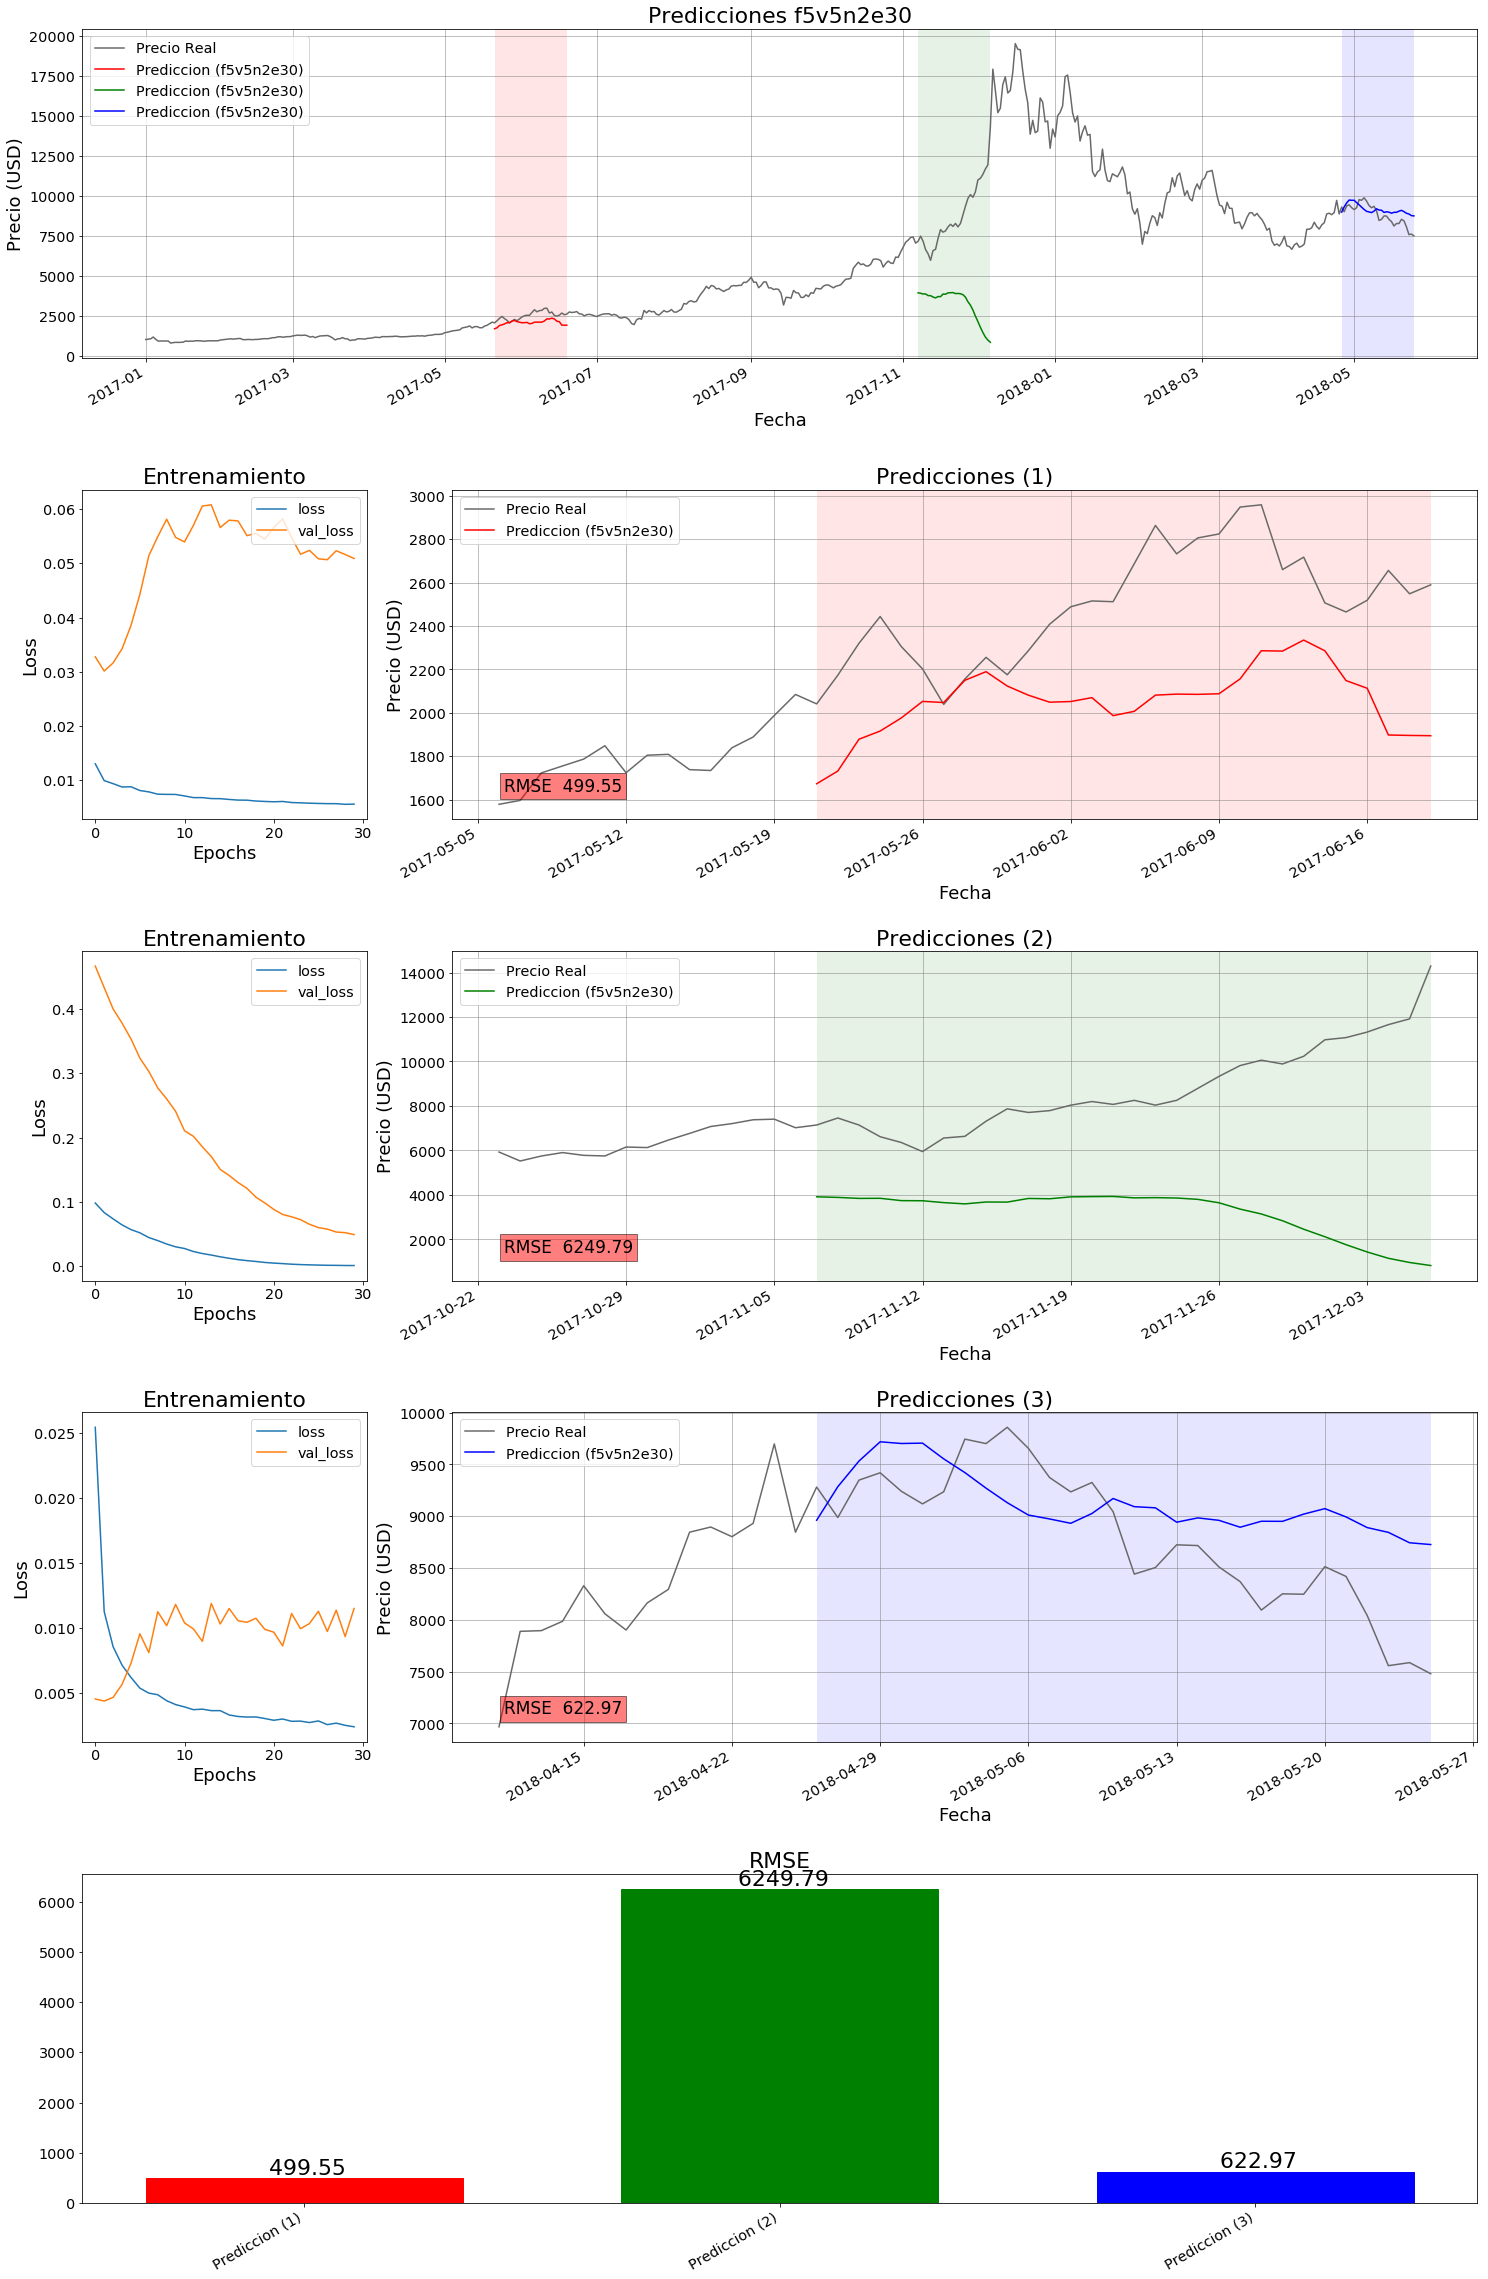 Predicciones f5v5n2e30
Precio (USD)
20000
17500
15000
12500
10000
7500
5000
2500
0
Precio Real
Prediccion (f5v5n2e30)
Prediccion (f5v5n2e30)
Prediccion (f5v5n2e30)
2017-01
2017-03
2017-05
2017-07
2017-09
2017-11
2018-01
2018-03
2018-05
Fecha
Entrenamiento
Loss
0.06
0.05
0.04
0.03
0.02
0.01
loss
val_loss
0
10
20
30
Epochs
Predicciones (1)
Precio (USD)
3000
2800
2600
2400
2200
2000
1800
1600
Precio Real
Prediccion (f5v5n2e30)
RMSE 499.55
2017-05-05
2017-05-12
2017-05-19
2017-05-26
2017-06-02
2017-06-09
2017-06-16
Fecha
Entrenamiento
Loss
0.4
0.3
0.2
0.1
0.0
loss
val_loss
0
10
20
30
Epochs
Predicciones (2)
Precio (USD)
14000
12000
10000
8000
6000
4000
2000
Precio Real
Prediccion (f5v5n2e30)
RMSE 6249.79
2017-10-22
2017-10-29
2017-11-05
2017-11-12
2017-11-19
2017-11-26
2017-12-03
Fecha
Entrenamiento
Loss
0.025
0.020
0.015
0.010
0.005
loss
val_loss
0
10
20
30
Epochs
Predicciones (3)
Precio (USD)
10000
9500
9000
8500
8000
7500
7000
Precio Real
Prediccion (f5v5n2e30)
RMSE 622.97
2018-04-15
2018-04-22
2018-04-29
2018-05-06
2018-05-13
2018-05-20
2018-05-27
Fecha
RMSE
6000
5000
4000
3000
2000
1000
0
499.55
6249.79
622.97
Prediccion (1)
Prediccion (2)
Prediccion (3)